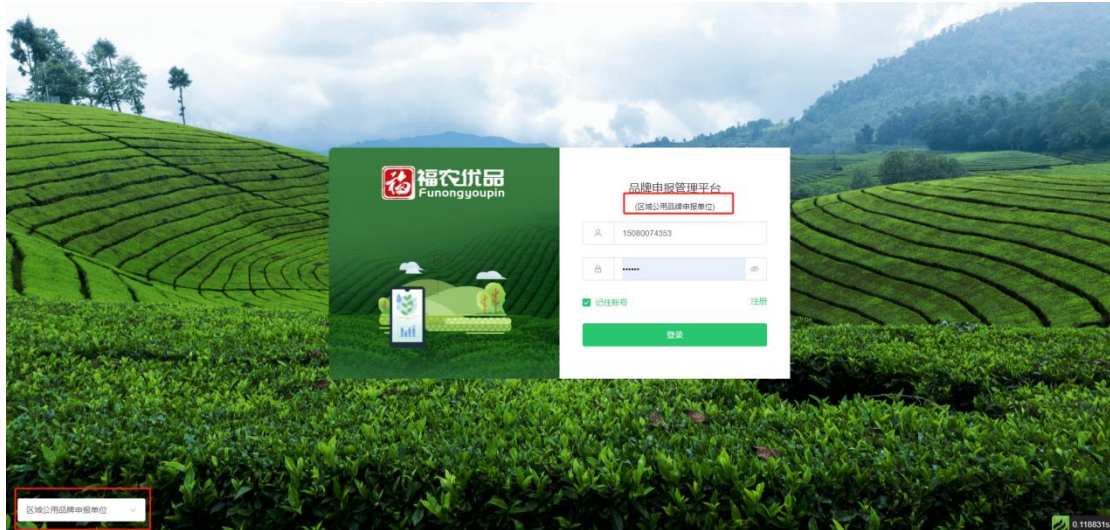 福农优品
Funongyoupin
品牌申报管理平台
(区域公用品牌申报单位)
15080074353
••••••
记住账号
注册
登录
区域公用品牌申报单位
0.118831s